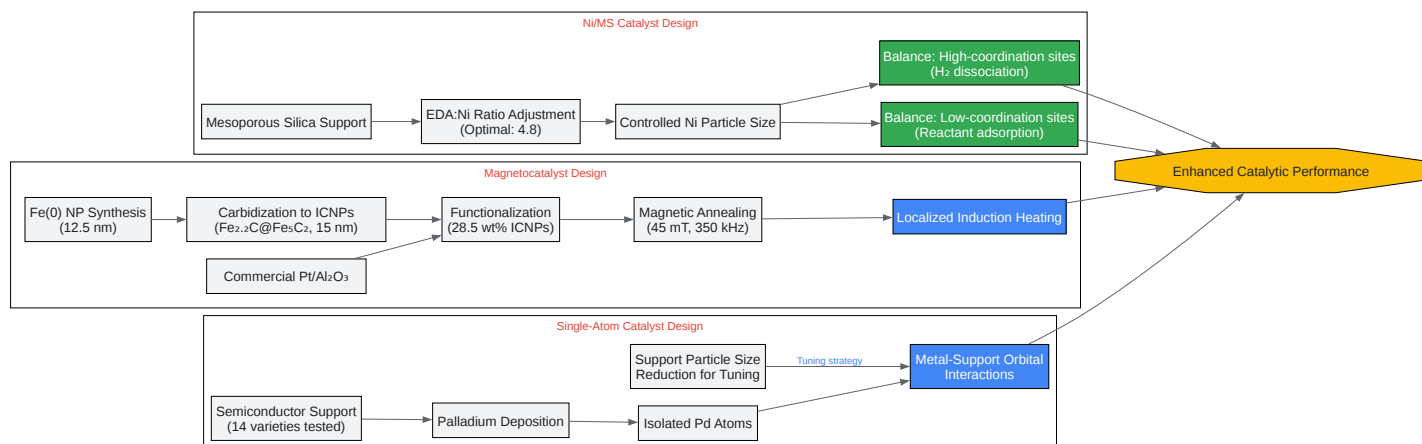 Ni/MS Catalyst Design
Mesoporous Silica Support
EDA:Ni Ratio Adjustment
(Optimal: 4.8)
Controlled Ni Particle Size
Balance: High-coordination sites
(H₂ dissociation)
Balance: Low-coordination sites
(Reactant adsorption)
Enhanced Catalytic Performance
Magnetocatalyst Design
Fe(0) NP Synthesis
(12.5 nm)
Carbidization to ICNPs
(Fe₂.₂C@Fe₅C₂, 15 nm)
Commercial Pt/Al₂O₃
Functionalization
(28.5 wt% ICNPs)
Magnetic Annealing
(45 mT, 350 kHz)
Localized Induction Heating
Single-Atom Catalyst Design
Support Particle Size
Reduction for Tuning
Tuning strategy
Metal-Support Orbital
Interactions
Semiconductor Support
(14 varieties tested)
Palladium Deposition
Isolated Pd Atoms